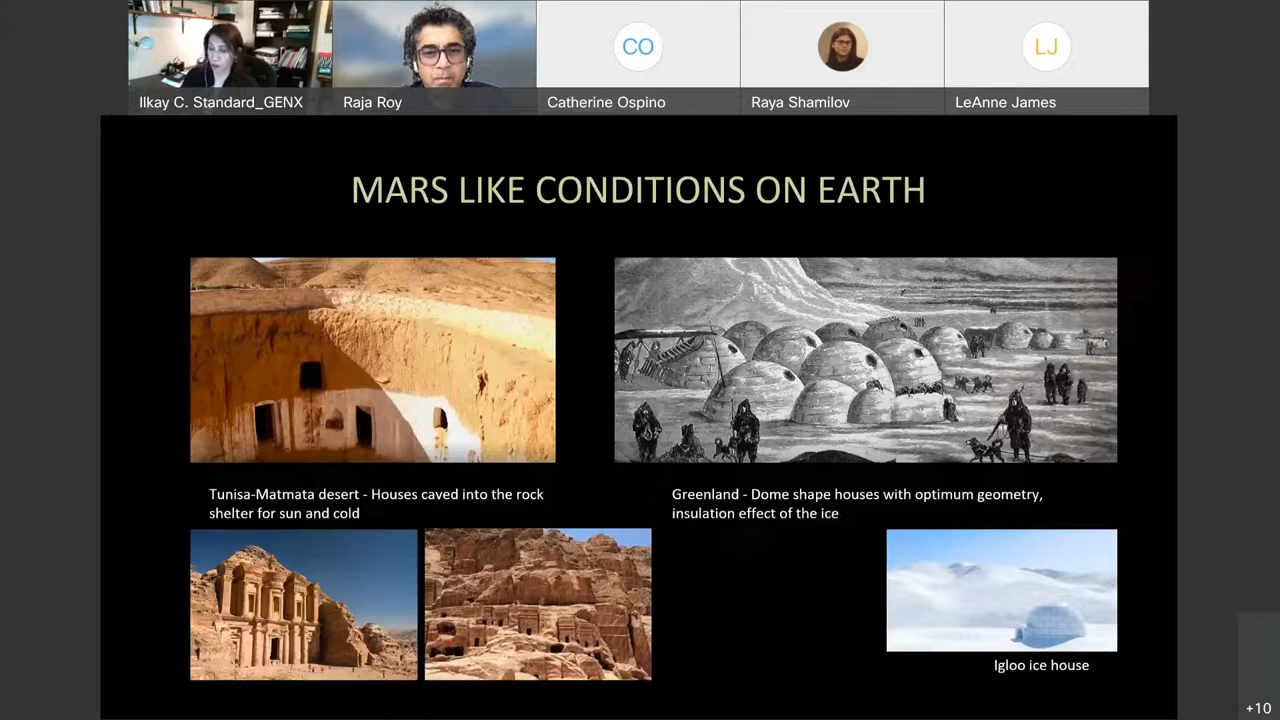 CO
LJ
Ilkay C. Standard_GENX
Raja Roy
Catherine Ospino
Raya Shamilov
LeAnne James
MARS LIKE CONDITIONS ON EARTH
Tunisa-Matmata desert - Houses caved into the rock
shelter for sun and cold
Greenland - Dome shape houses with optimum geometry,
insulation effect of the ice
Igloo ice house
+10